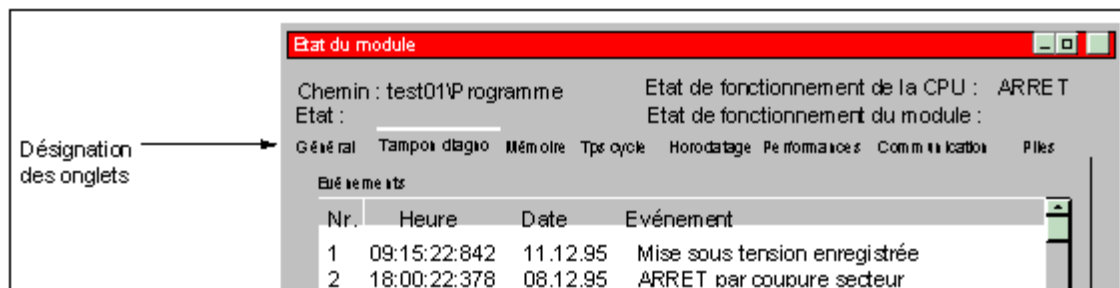 Etat du module
Chemin : test01\Programme
Etat de fonctionnement de la CPU : ARRET
Etat :
Etat de fonctionnement du module :
Désignation
des onglets
Général Tampon diagno Mémoire Tps cycle Horodatage Performances Communication Piles
Evénements
Nr. Heure Date Evénement
1 09:15:22:842 11.12.95 Mise sous tension enregistrée
2 18:00:22:378 08.12.95 ARRET par coupure secteur